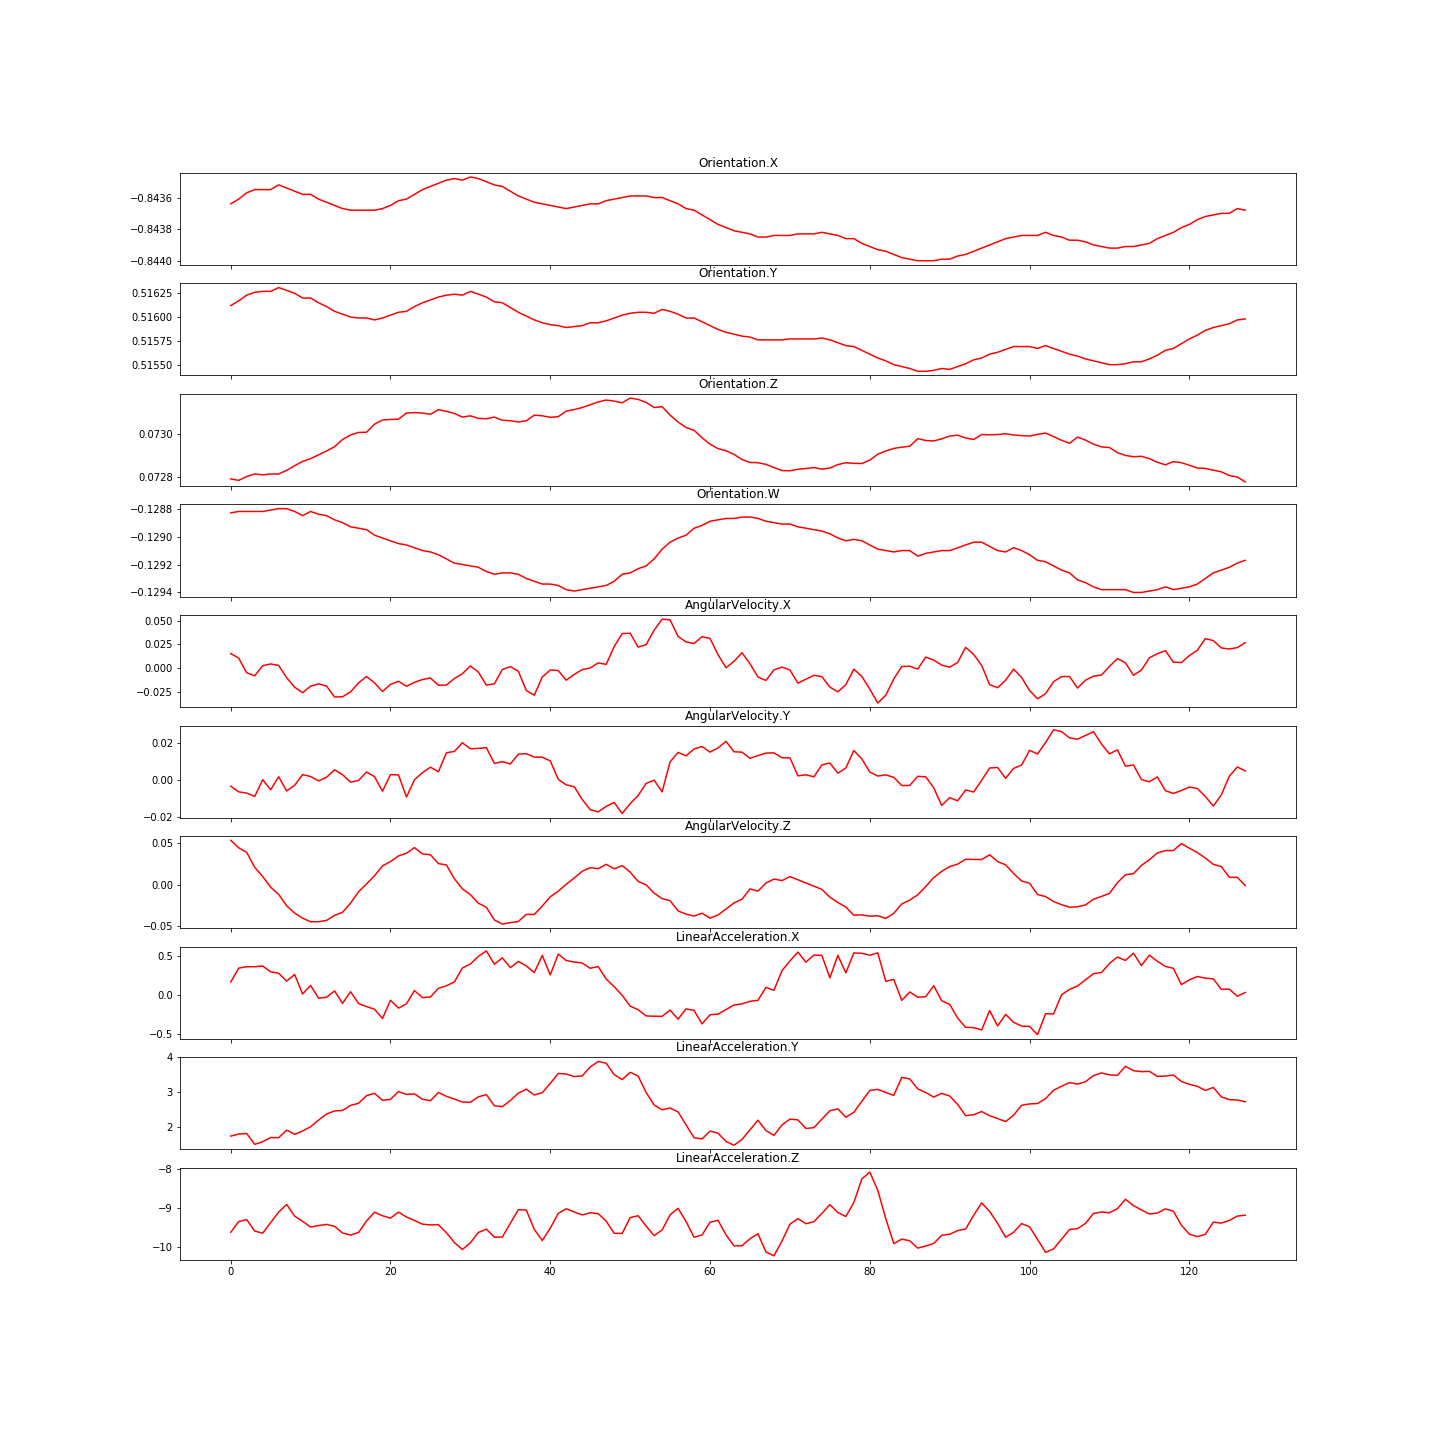 Orientation.X
−0.8436
−0.8438
−0.8440
Orientation.Y
0.51625
0.51600
0.51575
0.51550
Orientation.Z
0.0730
0.0728
Orientation.W
−0.1288
−0.1290
−0.1292
−0.1294
AngularVelocity.X
0.050
0.025
0.000
−0.025
AngularVelocity.Y
0.02
0.00
−0.02
AngularVelocity.Z
0.05
0.00
−0.05
LinearAcceleration.X
0.5
0.0
−0.5
LinearAcceleration.Y
4
3
2
LinearAcceleration.Z
−8
−9
−10
0 20 40 60 80 100 120